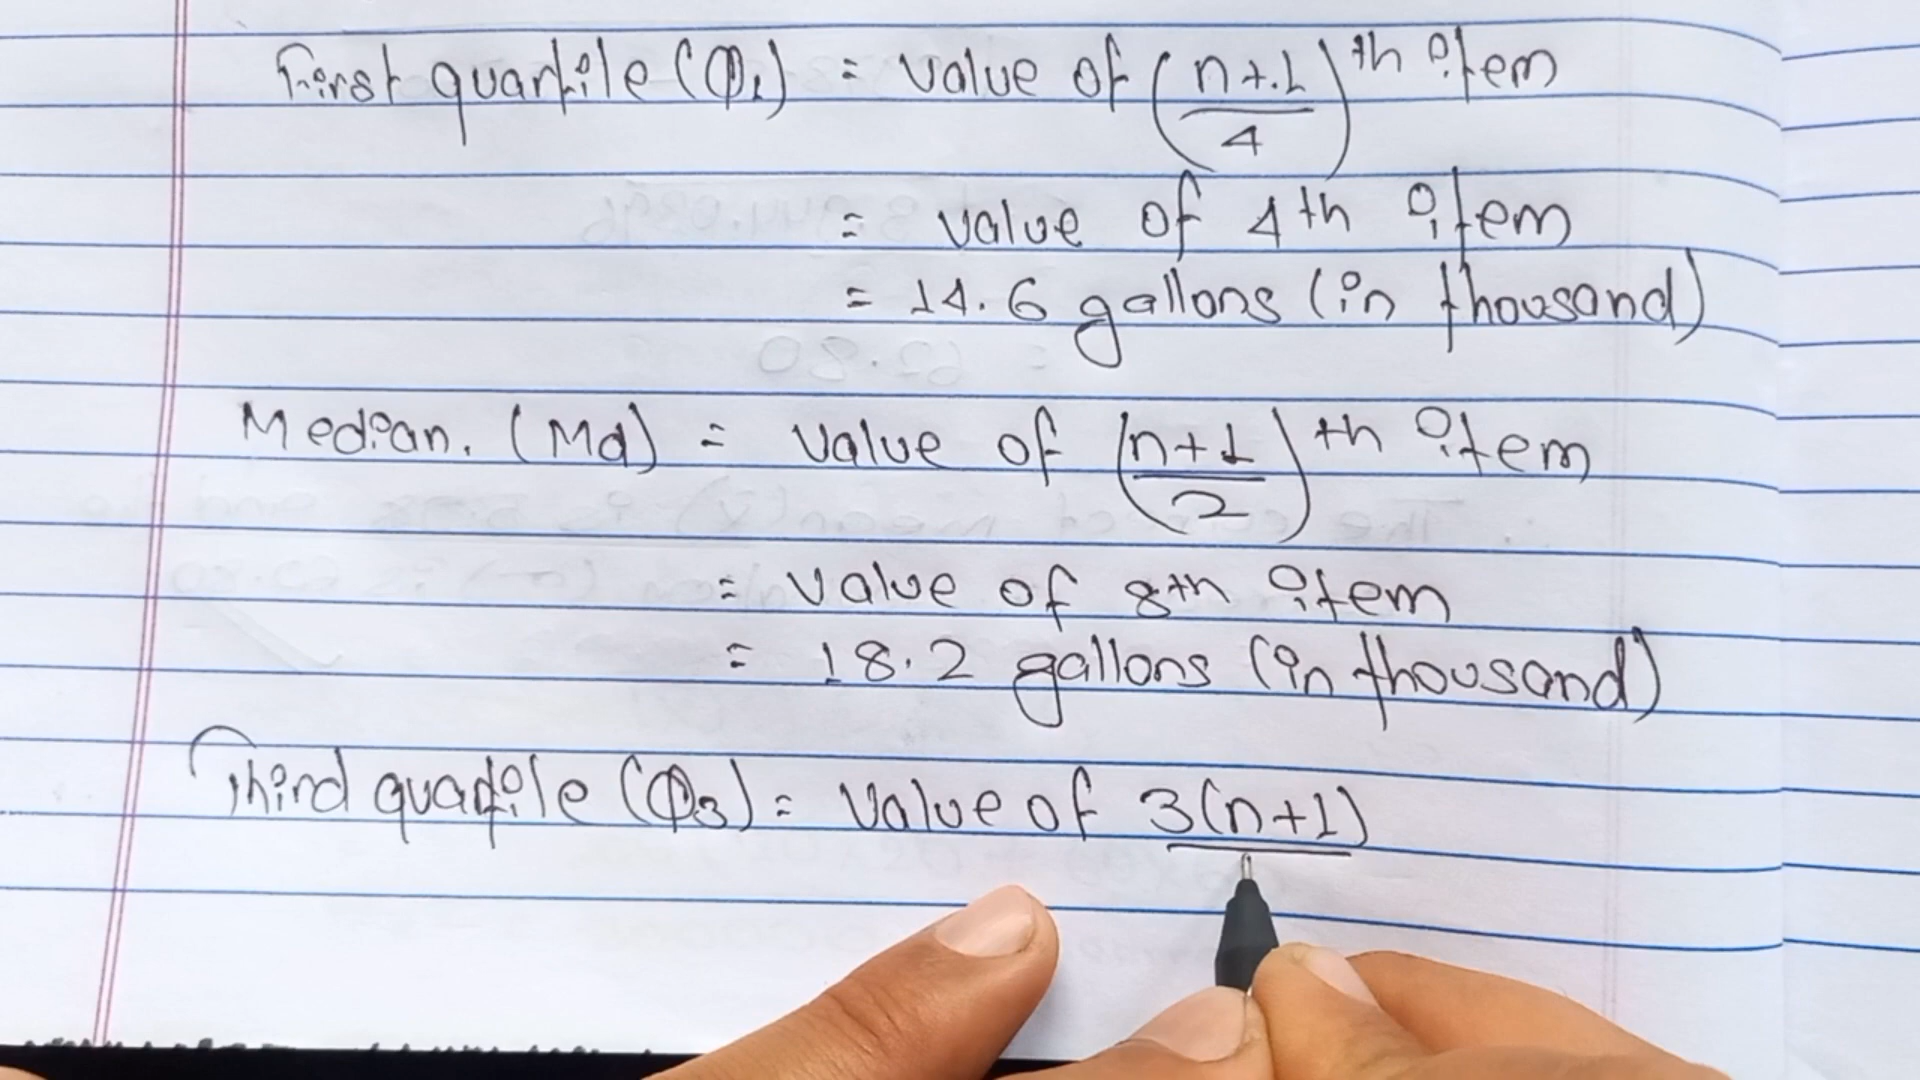 First quartile (Q1) = value of (n+1/4)th item
= value of 4th item
= 14.6 gallons (in thousand)
Median. (Md) = value of (n+1/2)th item
= value of 8th item
= 18.2 gallons (in thousand)
Third quartile (Q3) = value of 3(n+1)